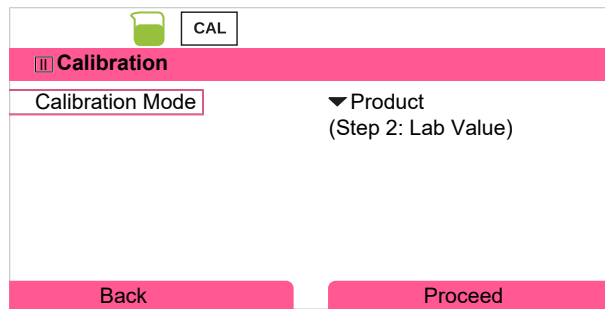 CAL
II Calibration
Calibration Mode
Product
(Step 2: Lab Value)
Back
Proceed